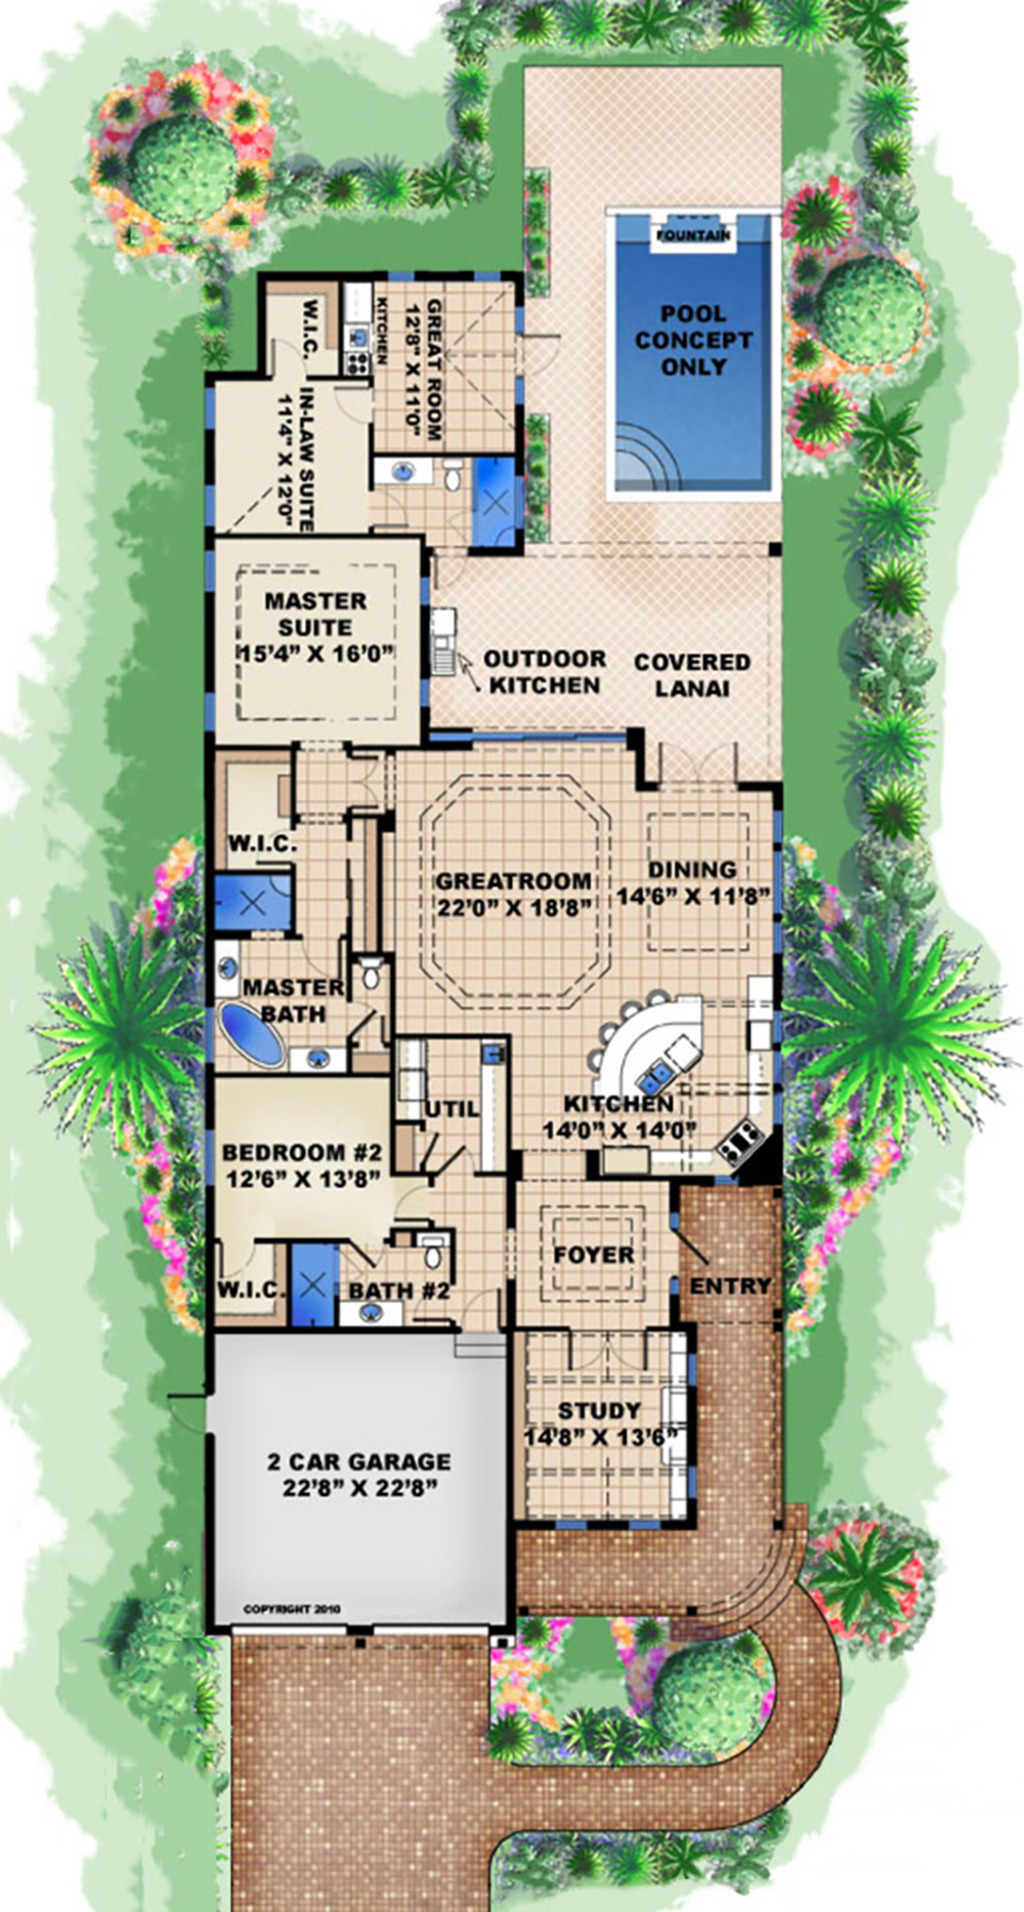 FOUNTAIN
POOL
CONCEPT
ONLY
W.I.C.
KITCHEN
GREAT ROOM
12'8" X 11'0"
IN-LAW SUITE
11'4" X 12'0"
MASTER
SUITE
15'4" X 16'0"
OUTDOOR
KITCHEN
COVERED
LANAI
W.I.C.
GREATROOM
22'0" X 18'8"
DINING
14'6" X 11'8"
MASTER
BATH
UTIL
KITCHEN
14'0" X 14'0"
BEDROOM #2
12'6" X 13'8"
FOYER
ENTRY
W.I.C.
BATH #2
STUDY
14'8" X 13'6"
2 CAR GARAGE
22'8" X 22'8"
COPYRIGHT 2010